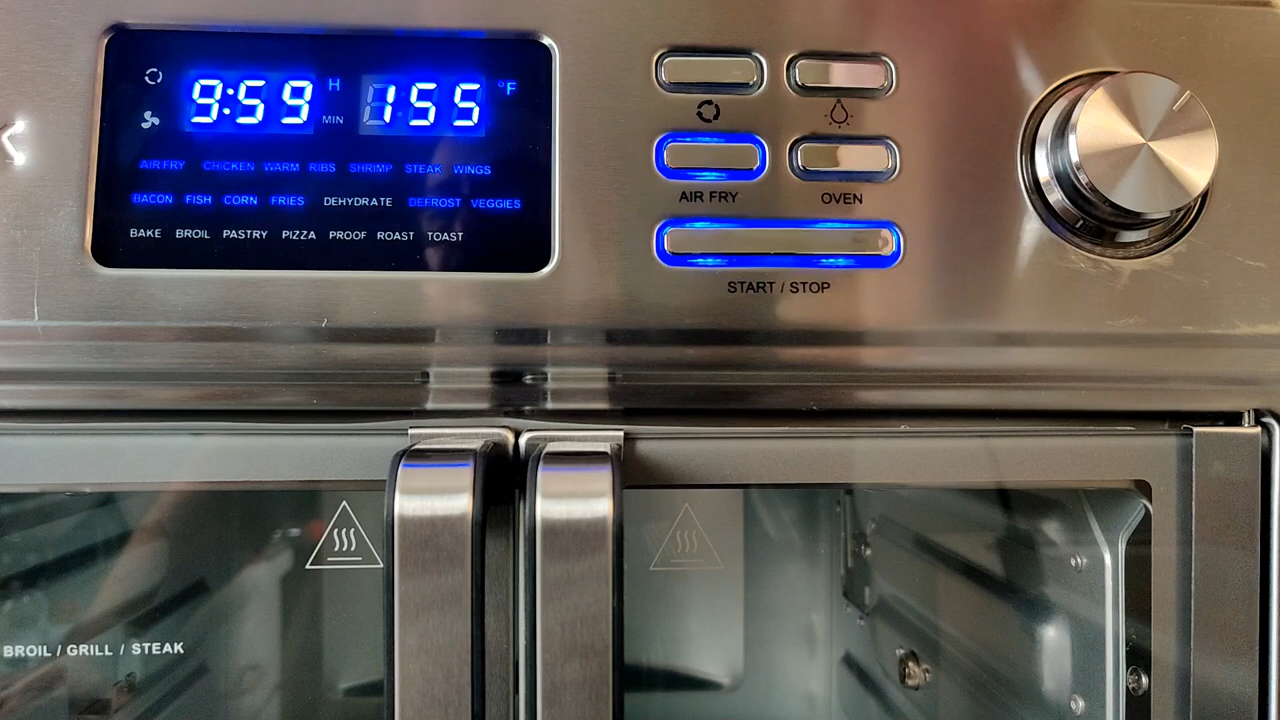 9:59 H 155 °F
MIN
AIR FRY CHICKEN WARM RIBS SHRIMP STEAK WINGS
BACON FISH CORN FRIES DEHYDRATE DEFROST VEGGIES
BAKE BROIL PASTRY PIZZA PROOF ROAST TOAST
AIR FRY OVEN
START / STOP
BROIL / GRILL / STEAK